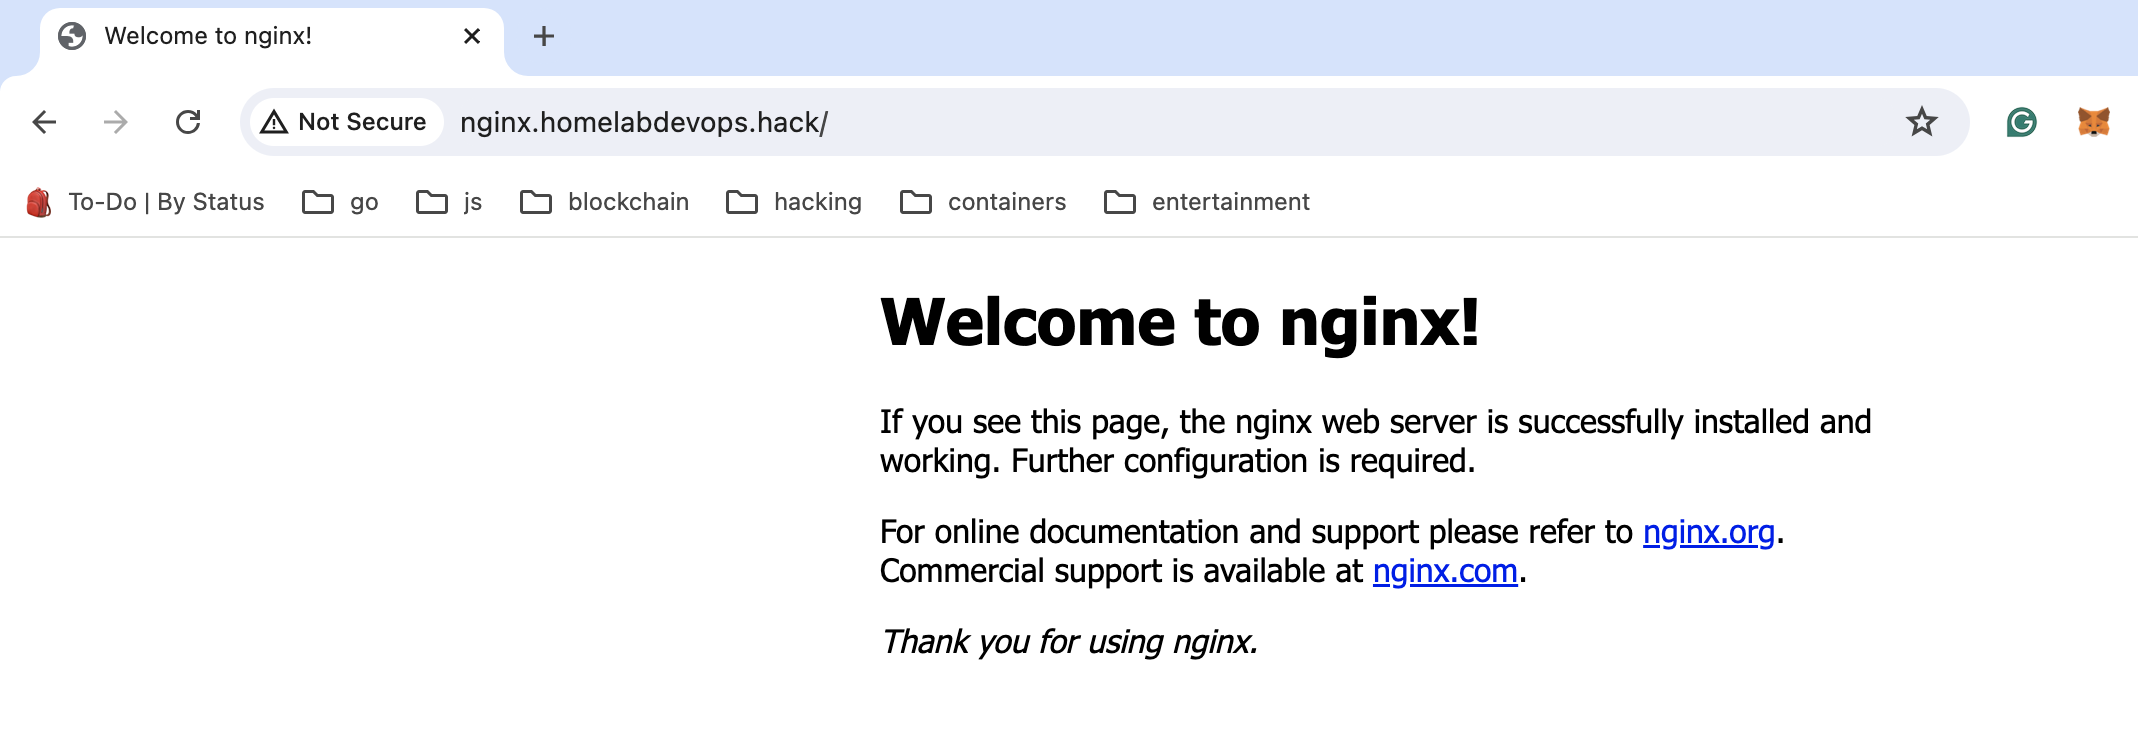 Welcome to nginx!
Not Secure nginx.homelabdevops.hack/
To-Do | By Status go js blockchain hacking containers entertainment
Welcome to nginx!
If you see this page, the nginx web server is successfully installed and
working. Further configuration is required.
For online documentation and support please refer to nginx.org.
Commercial support is available at nginx.com.
Thank you for using nginx.